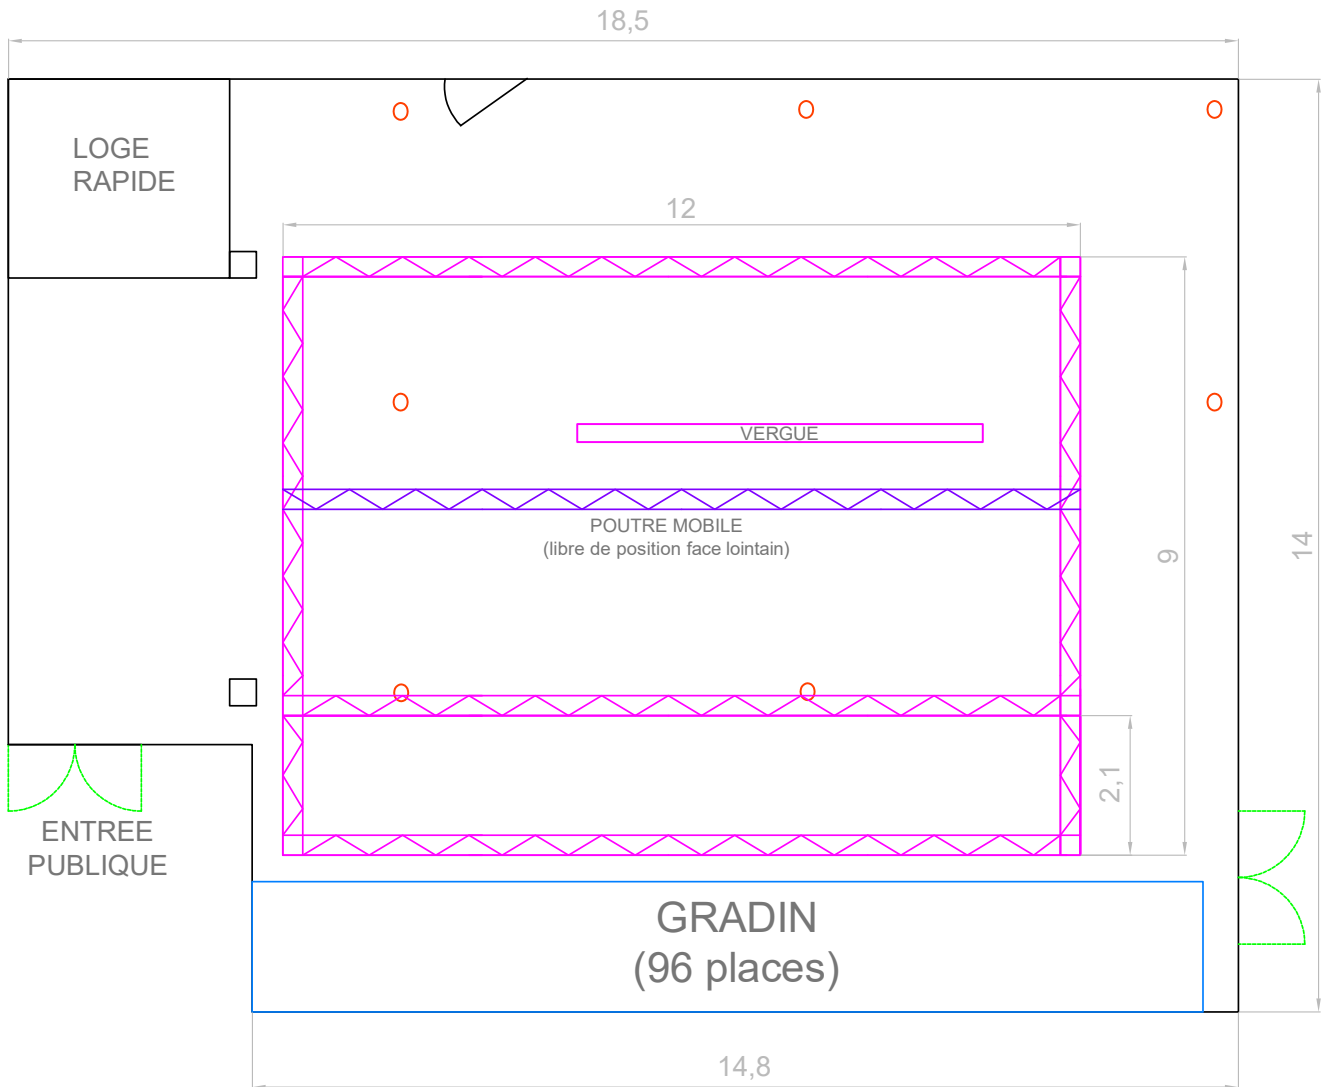 18,5
LOGE
RAPIDE
12
VERGUE
POUTRE MOBILE
(libre de position face lointain)
9
14
2,1
ENTREE
PUBLIQUE
GRADIN
(96 places)
14,8